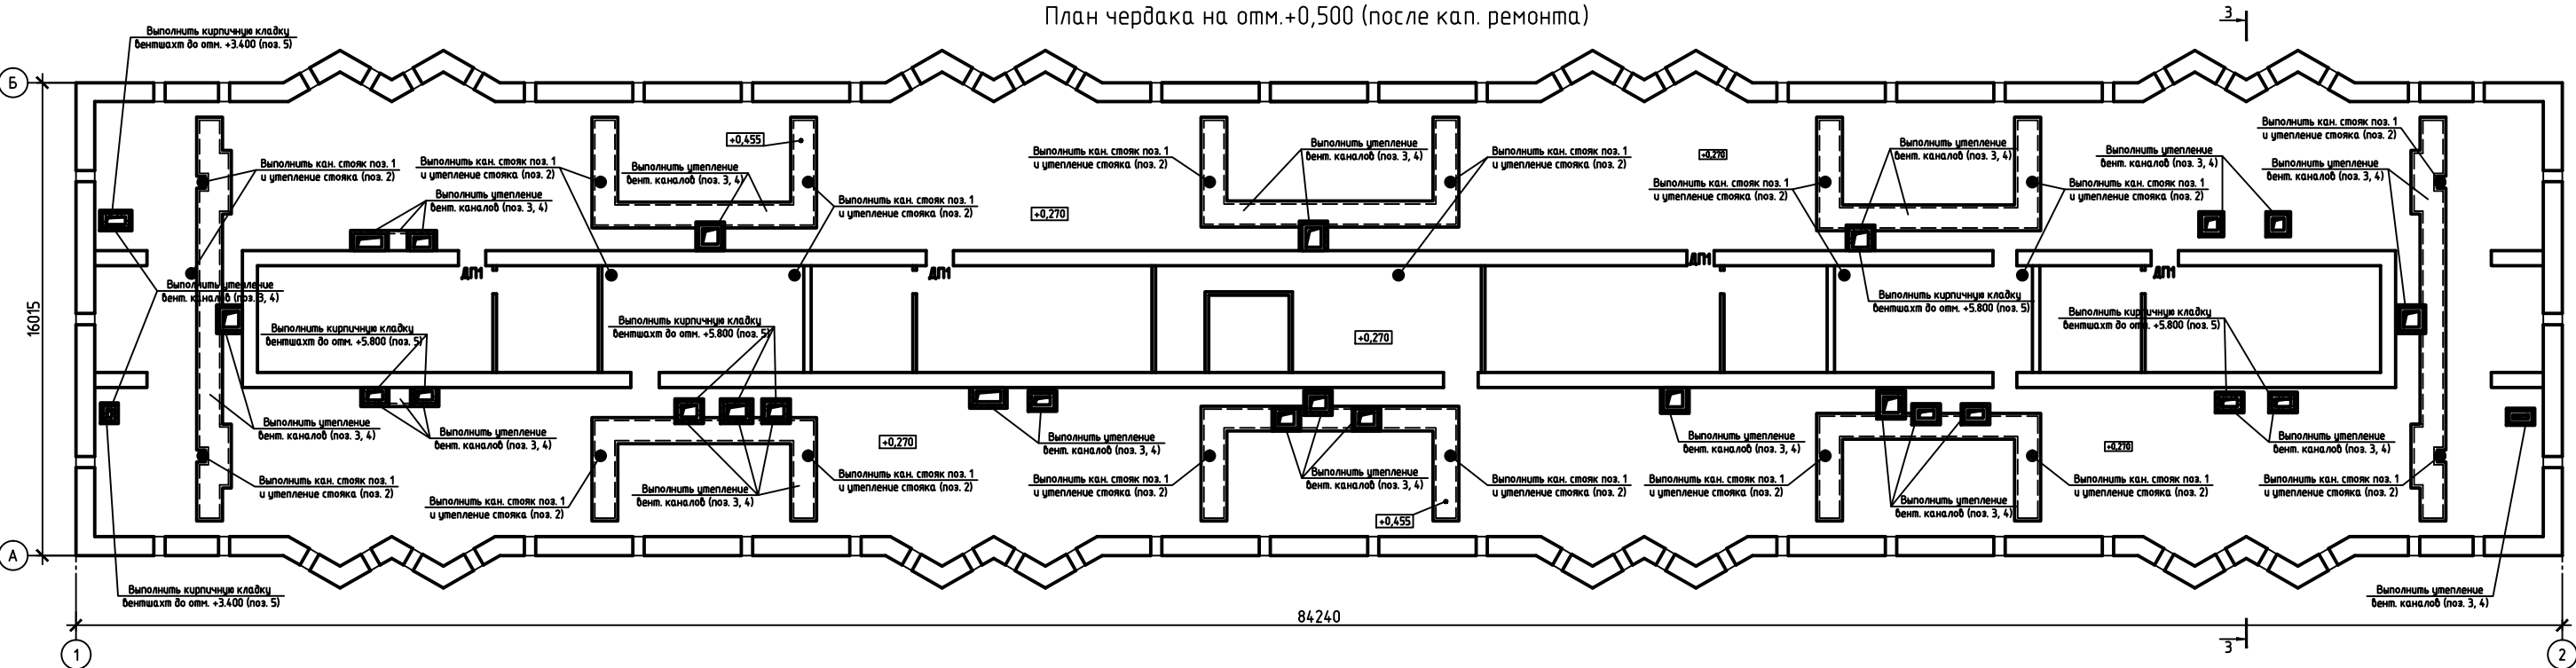 План чердака на отм.+0,500 (после кап. ремонта)
3
Выполнить кирпичную кладку
вентшахт до отм. +3.400 (поз. 5)
Б
+0,455
Выполнить кан. стояк поз. 1
и утепление стояка (поз. 2)
Выполнить кан. стояк поз. 1
и утепление стояка (поз. 2)
Выполнить утепление
вент. каналов (поз. 3, 4)
Выполнить кан. стояк поз. 1
и утепление стояка (поз. 2)
Выполнить утепление
вент. каналов (поз. 3, 4)
Выполнить кан. стояк поз. 1
и утепление стояка (поз. 2)
+0,270
Выполнить утепление
вент. каналов (поз. 3, 4)
Выполнить утепление
вент. каналов (поз. 3, 4)
Выполнить кан. стояк поз. 1
и утепление стояка (поз. 2)
Выполнить утепление
вент. каналов (поз. 3, 4)
Выполнить утепление
вент. каналов (поз. 3, 4)
Выполнить кан. стояк поз. 1
и утепление стояка (поз. 2)
+0,270
Выполнить кан. стояк поз. 1
и утепление стояка (поз. 2)
Выполнить кан. стояк поз. 1
и утепление стояка (поз. 2)
ДП1
ДП1
ДП1
ДП1
Выполнить утепление
вент. каналов (поз. 3, 4)
Выполнить кирпичную кладку
вентшахт до отм. +5.800 (поз. 5)
16015
Выполнить кирпичную кладку
вентшахт до отм. +5.800 (поз. 5)
Выполнить кирпичную кладку
вентшахт до отм. +5.800 (поз. 5)
+0,270
Выполнить кирпичную кладку
вентшахт до отм. +5.800 (поз. 5)
Выполнить утепление
вент. каналов (поз. 3, 4)
Выполнить утепление
вент. каналов (поз. 3, 4)
+0,270
Выполнить утепление
вент. каналов (поз. 3, 4)
Выполнить утепление
вент. каналов (поз. 3, 4)
+0,270
Выполнить утепление
вент. каналов (поз. 3, 4)
Выполнить кан. стояк поз. 1
и утепление стояка (поз. 2)
Выполнить кан. стояк поз. 1
и утепление стояка (поз. 2)
Выполнить утепление
вент. каналов (поз. 3, 4)
Выполнить кан. стояк поз. 1
и утепление стояка (поз. 2)
Выполнить кан. стояк поз. 1
и утепление стояка (поз. 2)
Выполнить утепление
вент. каналов (поз. 3, 4)
Выполнить кан. стояк поз. 1
и утепление стояка (поз. 2)
Выполнить кан. стояк поз. 1
и утепление стояка (поз. 2)
Выполнить утепление
вент. каналов (поз. 3, 4)
Выполнить кан. стояк поз. 1
и утепление стояка (поз. 2)
Выполнить кан. стояк поз. 1
и утепление стояка (поз. 2)
+0,455
А
Выполнить кирпичную кладку
вентшахт до отм. +3.400 (поз. 5)
Выполнить утепление
вент. каналов (поз. 3, 4)
84240
3
1
2